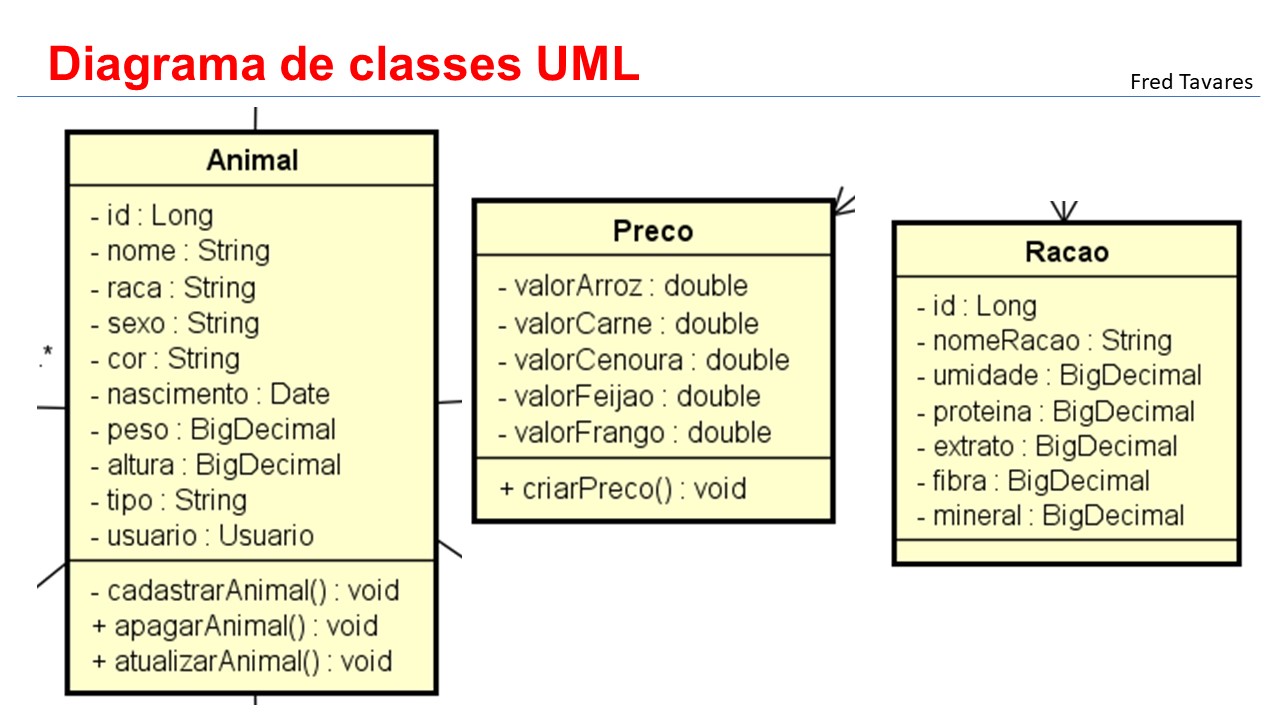 Diagrama de classes UML
Fred Tavares
Animal
- id : Long
- nome : String
- raca : String
- sexo : String
- cor : String
- nascimento : Date
- peso : BigDecimal
- altura : BigDecimal
- tipo : String
- usuario : Usuario
- cadastrarAnimal() : void
+ apagarAnimal() : void
+ atualizarAnimal() : void
.*
Preco
- valorArroz : double
- valorCarne : double
- valorCenoura : double
- valorFeijao : double
- valorFrango : double
+ criarPreco() : void
Racao
- id : Long
- nomeRacao : String
- umidade : BigDecimal
- proteina : BigDecimal
- extrato : BigDecimal
- fibra : BigDecimal
- mineral : BigDecimal